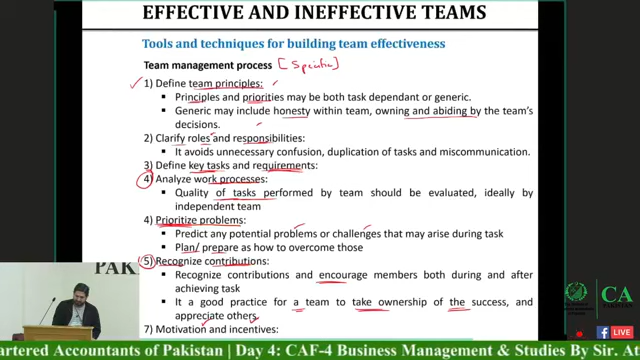 EFFECTIVE AND INEFFECTIVE TEAMS
Tools and techniques for building team effectiveness
Team management process [Specific]
1) Define team principles:
▪ Principles and priorities may be both task dependant or generic.
▪ Generic may include honesty within team, owning and abiding by the team's
decisions.
2) Clarify roles and responsibilities:
▪ It avoids unnecessary confusion, duplication of tasks and miscommunication.
3) Define key tasks and requirements:
4) Analyze work processes:
▪ Quality of tasks performed by team should be evaluated, ideally by
independent team
4) Prioritize problems:
▪ Predict any potential problems or challenges that may arise during task
▪ Plan/ prepare as how to overcome those
5) Recognize contributions:
▪ Recognize contributions and encourage members both during and after
achieving task
▪ It a good practice for a team to take ownership of the success, and
appreciate others
7) Motivation and incentives:
PAK
CA
PAKISTAN
f LIVE
artered Accountants of Pakistan | Day 4: CAF-4 Business Management & Studies By Sir. At